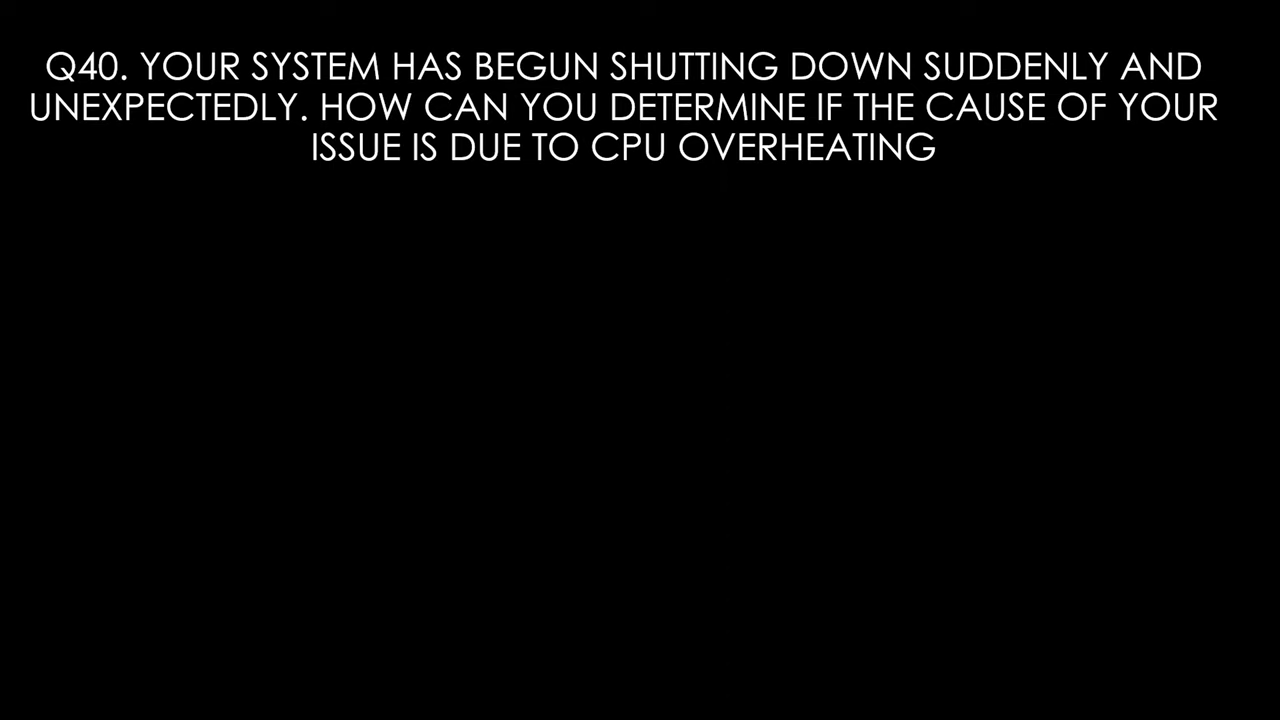 Q40. YOUR SYSTEM HAS BEGUN SHUTTING DOWN SUDDENLY AND
UNEXPECTEDLY. HOW CAN YOU DETERMINE IF THE CAUSE OF YOUR
ISSUE IS DUE TO CPU OVERHEATING